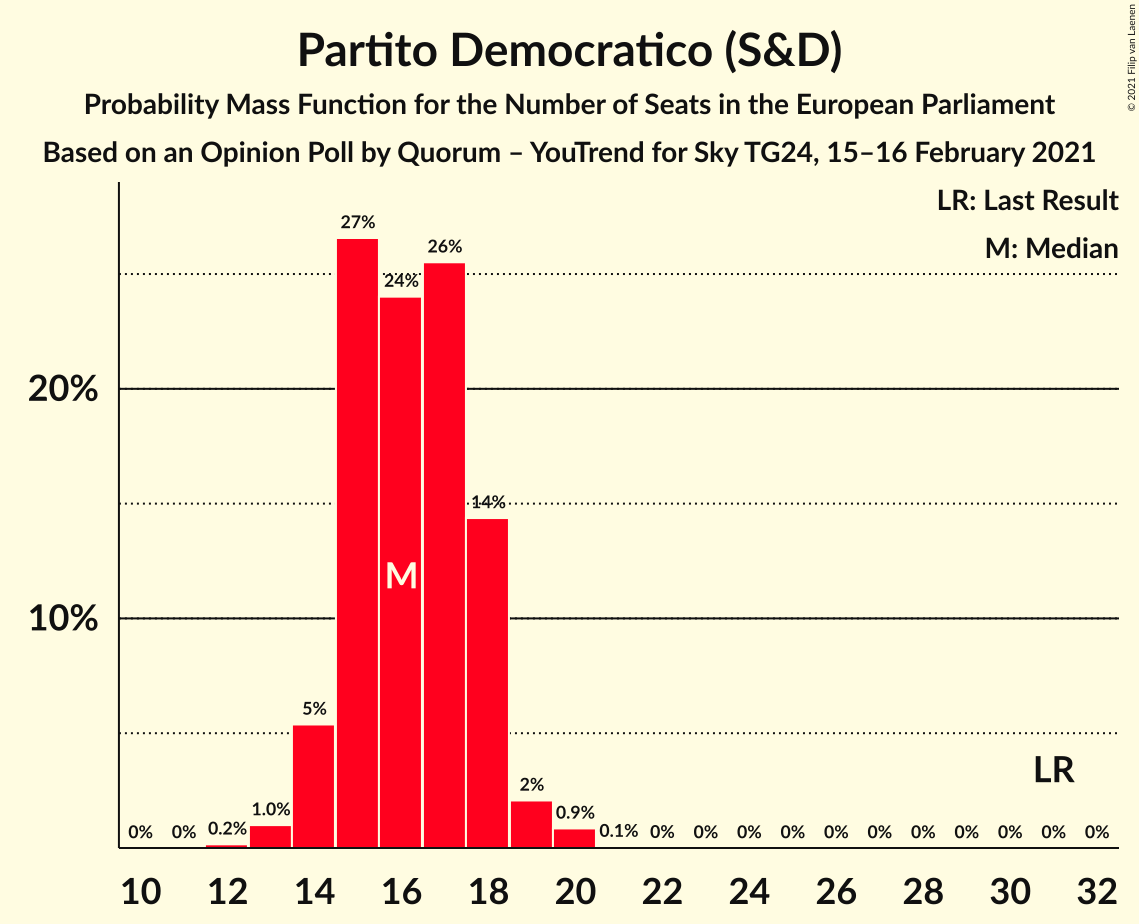 Partito Democratico (S&D)
Probability Mass Function for the Number of Seats in the European Parliament
Based on an Opinion Poll by Quorum – YouTrend for Sky TG24, 15–16 February 2021
© 2021 Filip van Laenen
LR: Last Result
M: Median
27%
26%
24%
20%
14%
M
10%
5%
LR
2%
0% 0% 0.2% 1.0% 0.9% 0.1% 0% 0% 0% 0% 0% 0% 0% 0% 0% 0% 0%
10 12 14 16 18 20 22 24 26 28 30 32